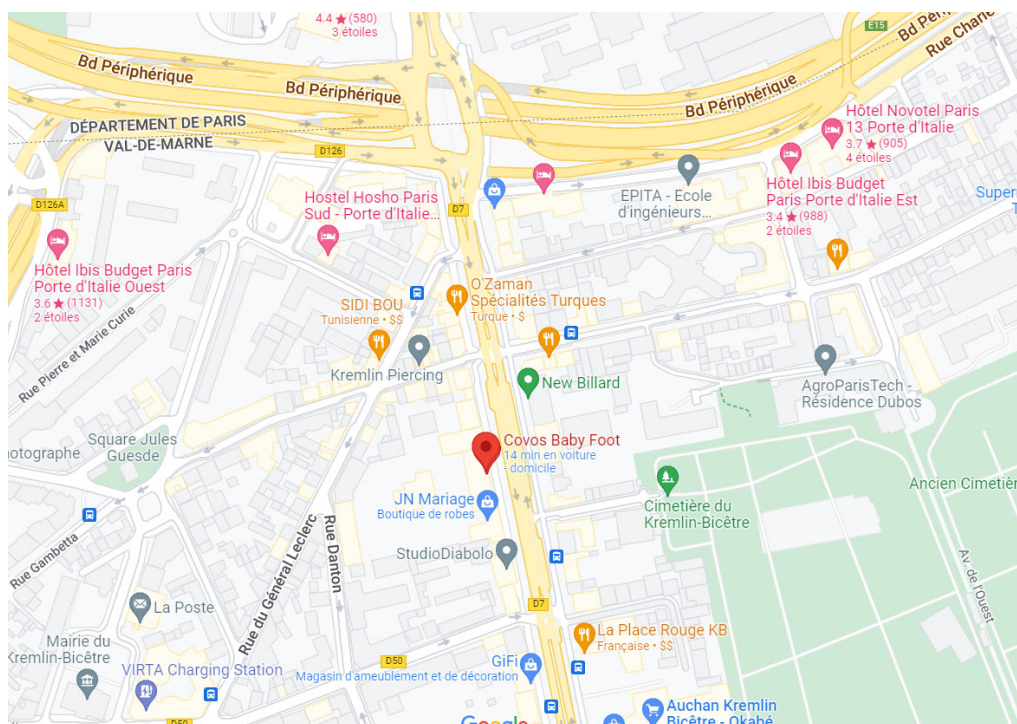 4.4 ★ (580)
3 étoiles
E15
Bd Périphérique
Bd Périphérique
Bd Périphérique
Bd Péri
Rue Charle
DÉPARTEMENT DE PARIS
VAL-DE-MARNE
D126
Hôtel Novotel Paris
13 Porte d'Italie
3.7 ★ (905)
4 étoiles
Hostel Hosho Paris
Sud - Porte d'Italie...
D126A
D7
EPITA - Ecole
d'ingénieurs...
Hôtel Ibis Budget
Paris Porte d'Italie Est
3.4 ★ (988)
2 étoiles
Super
T
Hôtel Ibis Budget Paris
Porte d'Italie Ouest
3.6 ★ (1131)
2 étoiles
O'Zaman
Spécialités Turques
Turque • $
SIDI BOU
Tunisienne • $$
Rue Pierre et Marie Curie
Kremlin Piercing
New Billard
AgroParisTech -
Résidence Dubos
Square Jules
Guesde
otographe
Covos Baby Foot
14 min en voiture
- domicile
JN Mariage
Boutique de robes
Cimetière du
Kremlin-Bicêtre
Ancien Cimetiè
Rue Gambetta
Rue du Général Leclerc
Rue Danton
StudioDiabolo
Av. de l'Ouest
La Poste
D7
Mairie du
Kremlin-Bicêtre
La Place Rouge KB
Française • $$
VIRTA Charging Station
D50
GiFi
Magasin d'ameublement et de décoration
D50
Google
Auchan Kremlin
Bicêtre - Okabé